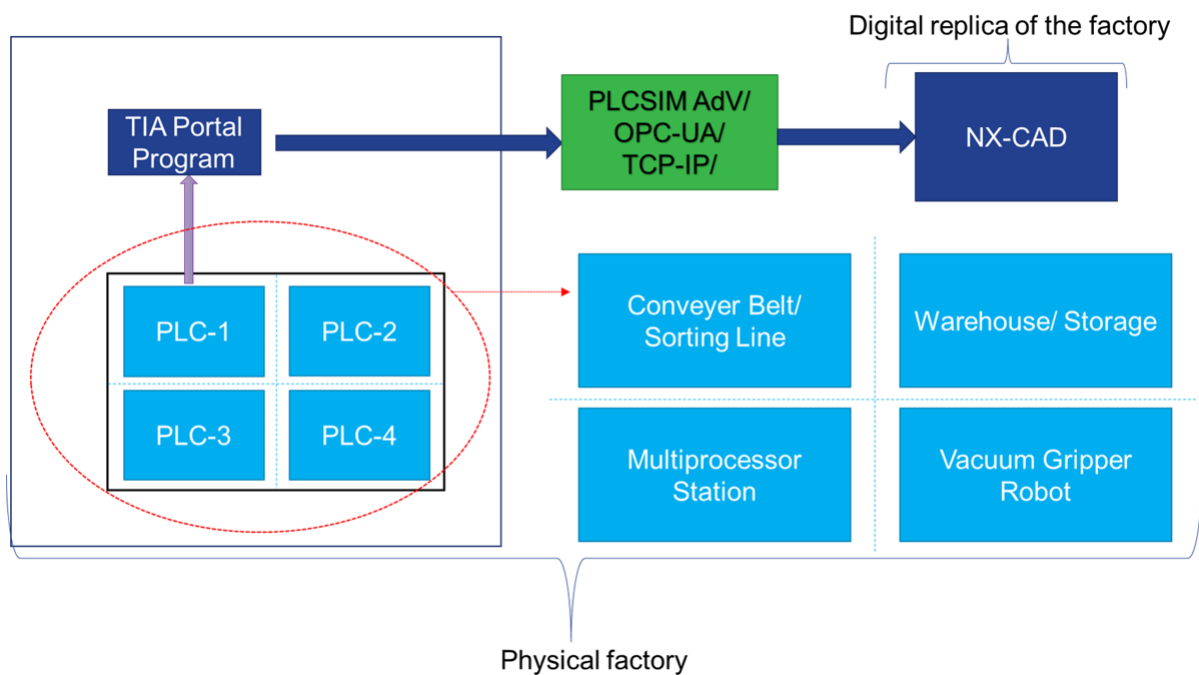 Digital replica of the factory
TIA Portal
Program
PLCSIM AdV/
OPC-UA/
TCP-IP/
NX-CAD
PLC-1
PLC-2
PLC-3
PLC-4
Conveyer Belt/
Sorting Line
Warehouse/ Storage
Multiprocessor
Station
Vacuum Gripper
Robot
Physical factory